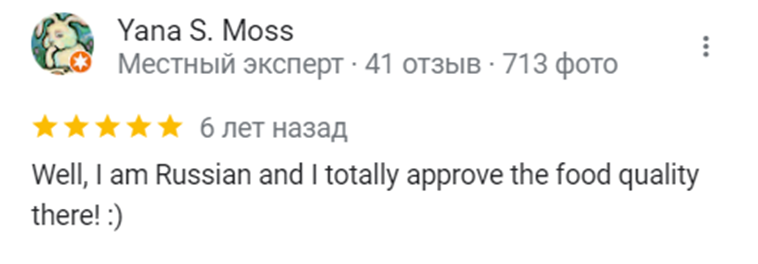 Yana S. Moss
Местный эксперт · 41 отзыв · 713 фото
6 лет назад
Well, I am Russian and I totally approve the food quality
there! :)